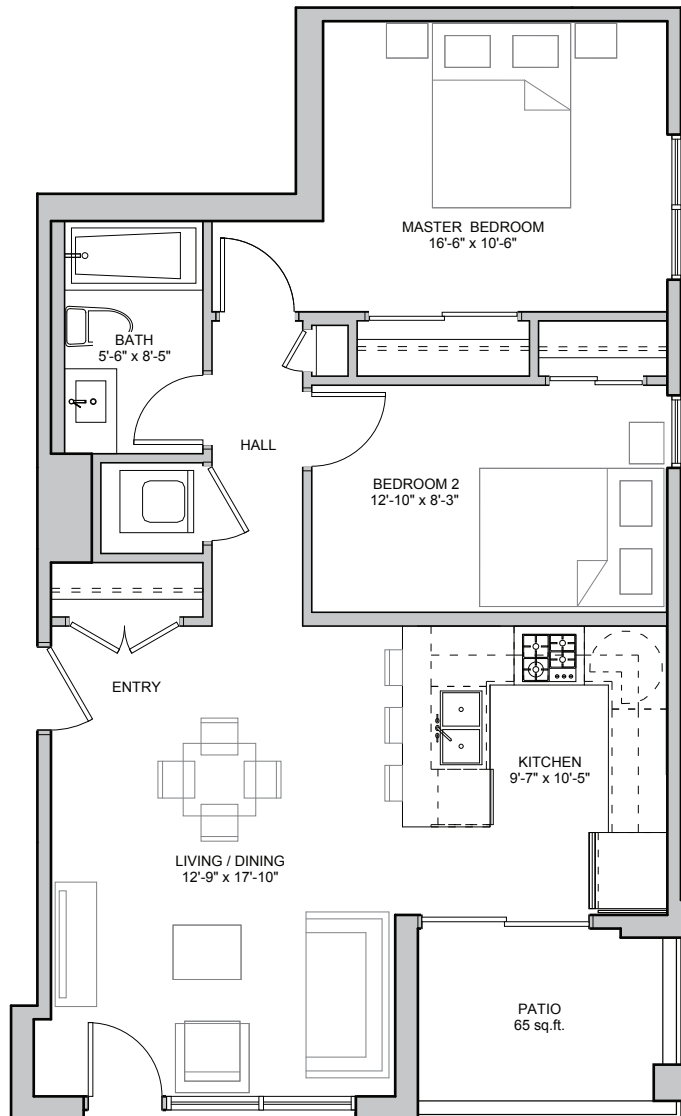 MASTER BEDROOM
16'-6" x 10'-6"
BATH
5'-6" x 8'-5"
HALL
BEDROOM 2
12'-10" x 8'-3"
ENTRY
KITCHEN
9'-7" x 10'-5"
LIVING / DINING
12'-9" x 17'-10"
PATIO
65 sq.ft.